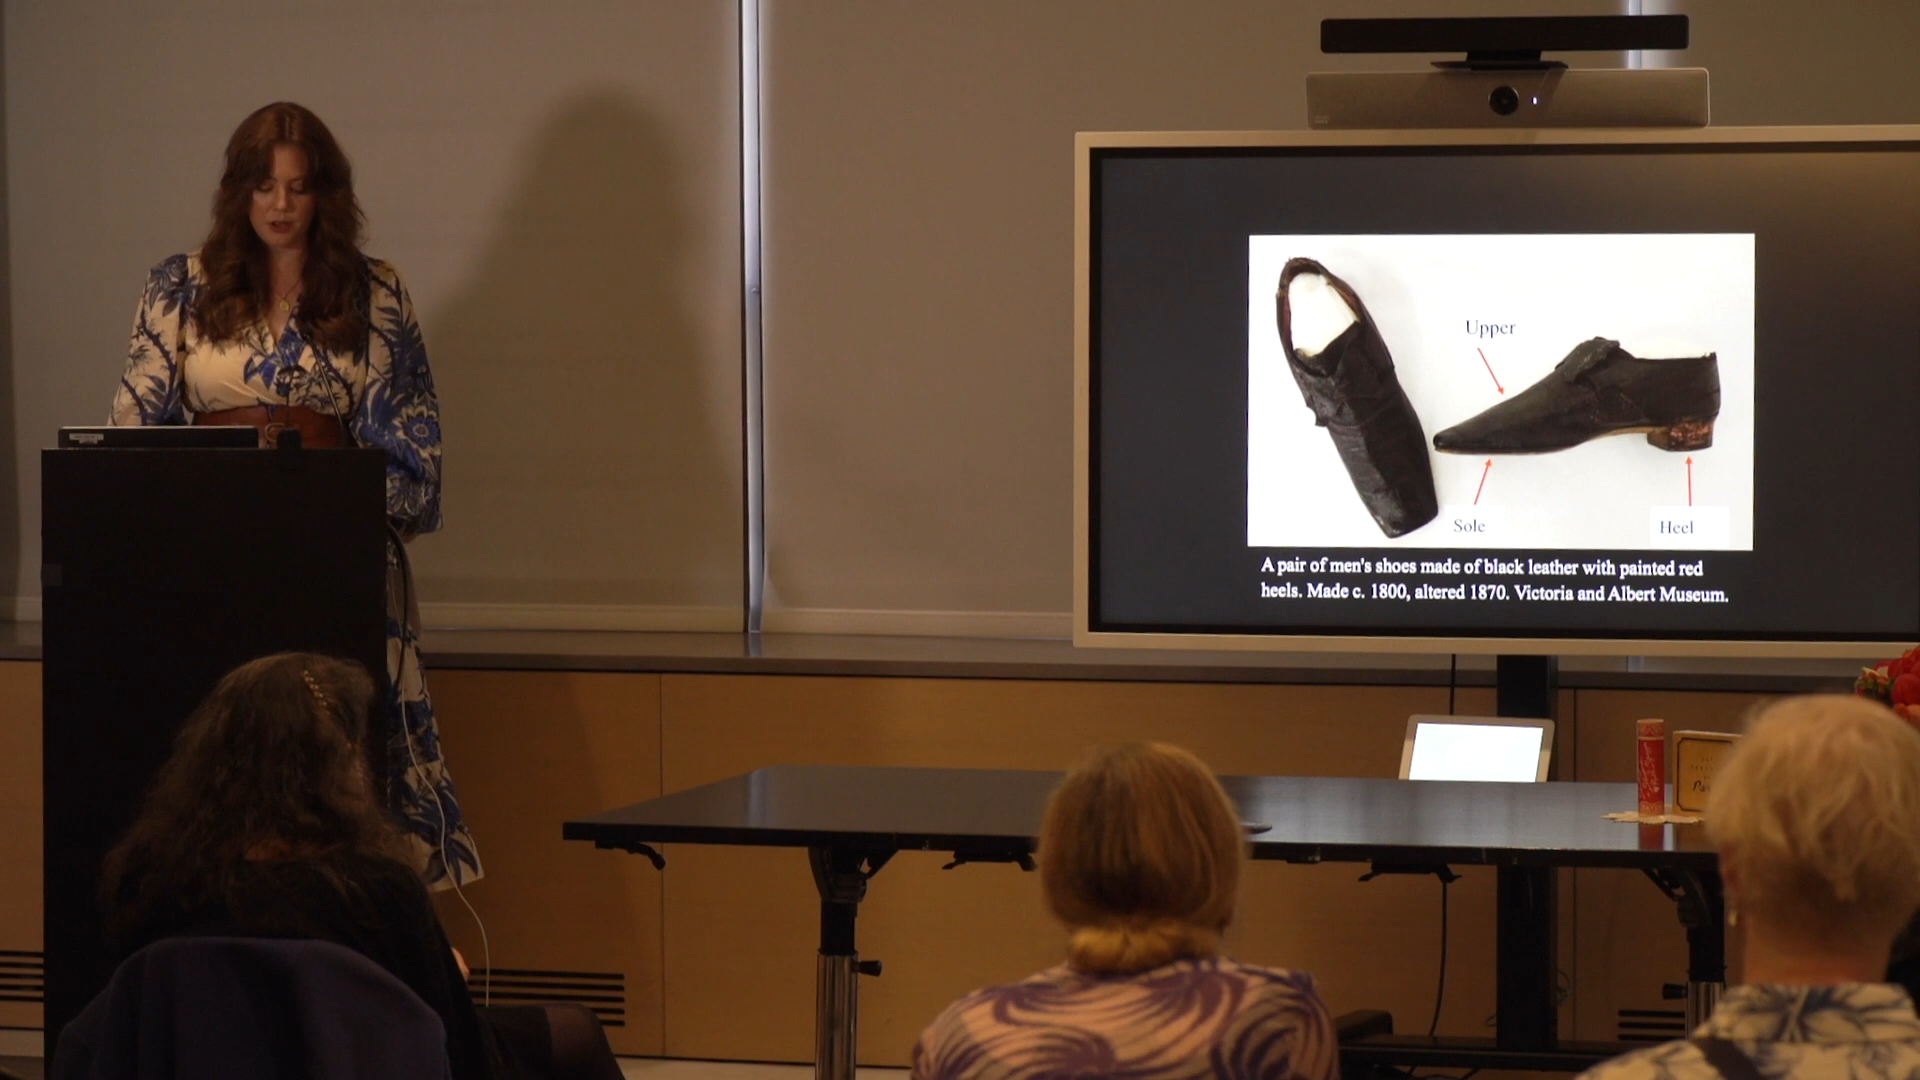 Upper
Sole
Heel
A pair of men's shoes made of black leather with painted red
heels. Made c. 1800, altered 1870. Victoria and Albert Museum.